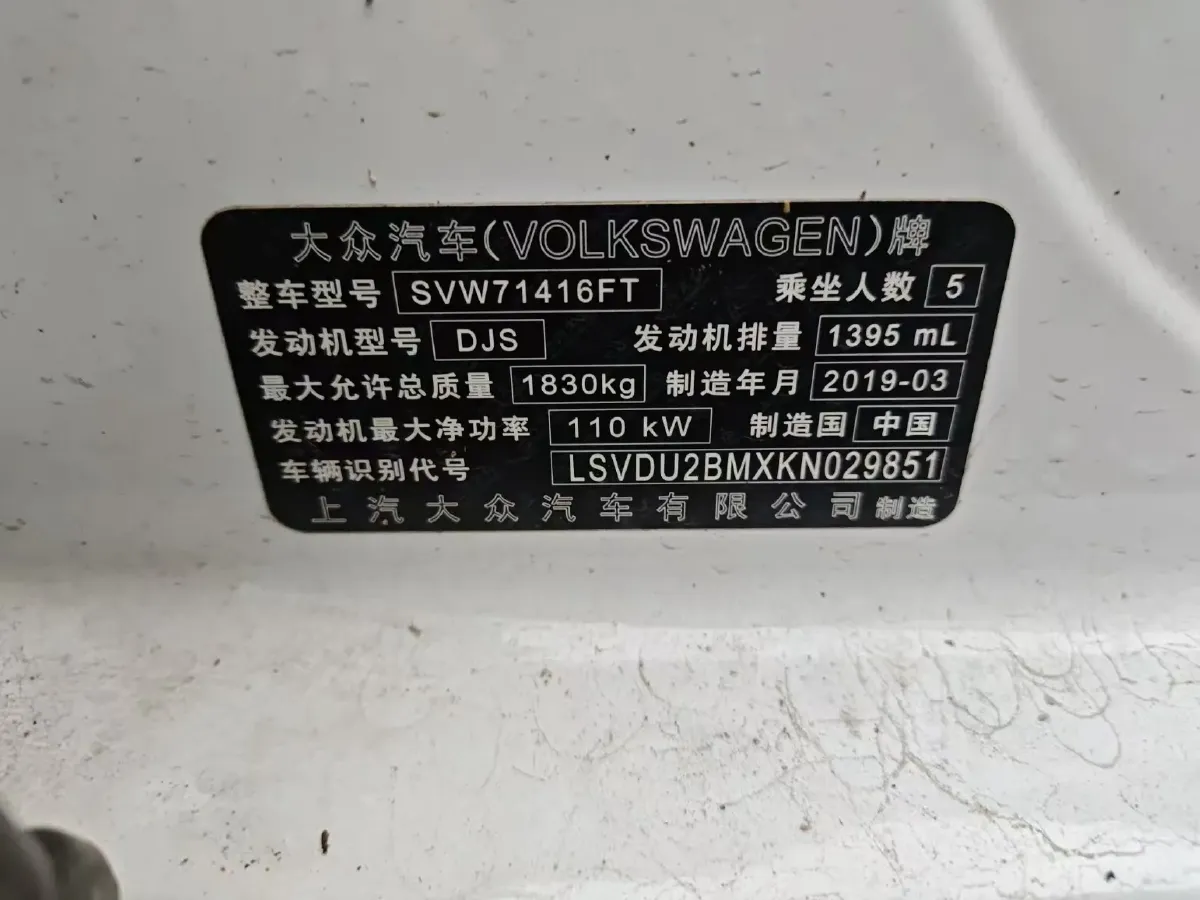 大众汽车(VOLKSWAGEN)牌
整车型号 SVW71416FT 乘坐人数 5
发动机型号 DJS 发动机排量 1395 mL
最大允许总质量 1830kg 制造年月 2019-03
发动机最大净功率 110 kW 制造国 中国
车辆识别代号 LSVDU2BMXKN029851
上汽大众汽车有限公司 制造